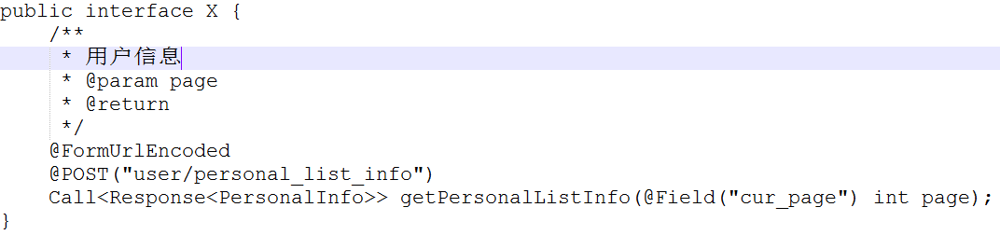 public interface X {
    /**
     * 用户信息
     * @param page
     * @return
     */
    @FormUrlEncoded
    @POST("user/personal_list_info")
    Call<Response<PersonalInfo>> getPersonalListInfo(@Field("cur_page") int page);
}